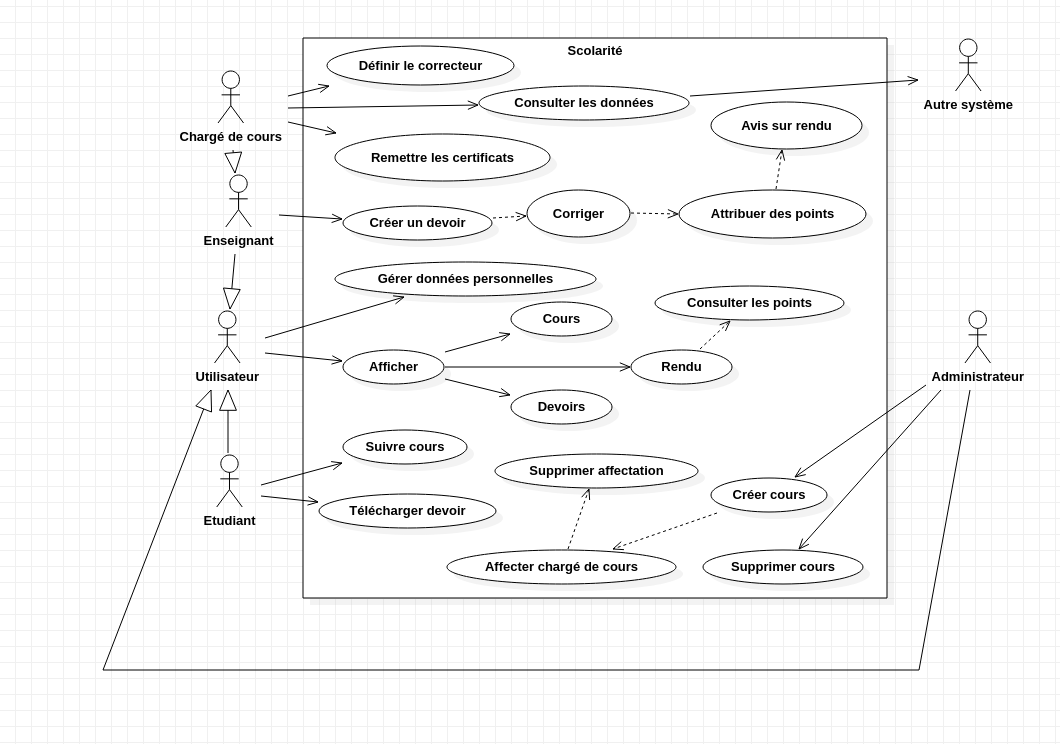 Scolarité
Définir le correcteur
Chargé de cours
Consulter les données
Autre système
Avis sur rendu
Remettre les certificats
Enseignant
Créer un devoir
Corriger
Attribuer des points
Gérer données personnelles
Consulter les points
Cours
Utilisateur
Afficher
Rendu
Administrateur
Devoirs
Suivre cours
Supprimer affectation
Créer cours
Etudiant
Télécharger devoir
Affecter chargé de cours
Supprimer cours